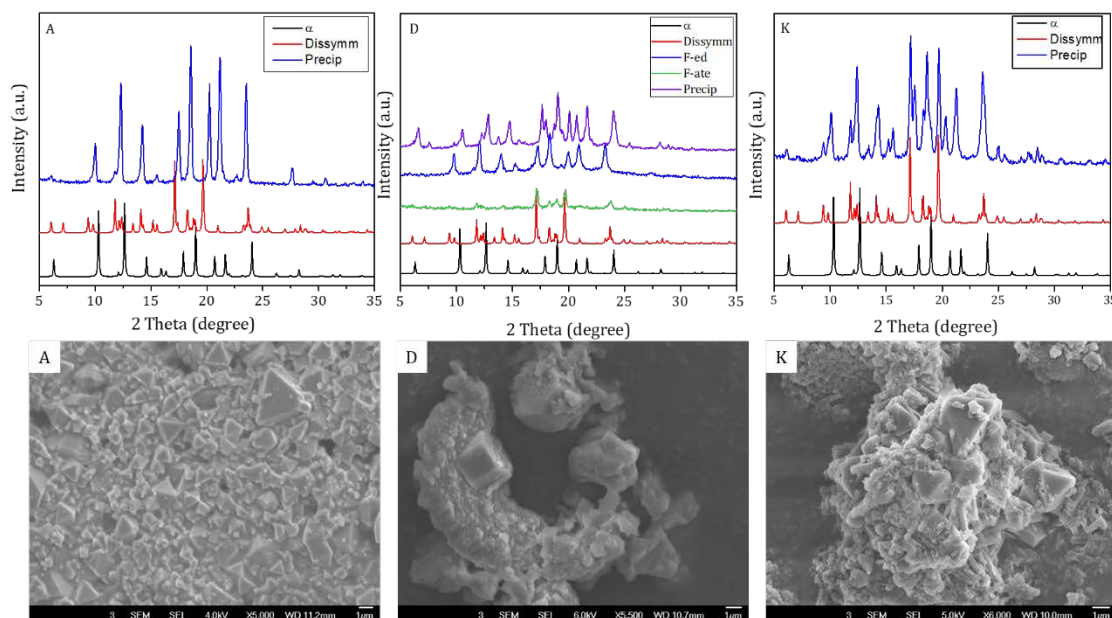 A
α
Dissymm
Precip
Intensity (a.u.)
5 10 15 20 25 30 35
2 Theta (degree)
D
α
Dissymm
F-ed
F-ate
Precip
Intensity (a.u.)
5 10 15 20 25 30 35
2 Theta (degree)
K
α
Dissymm
Precip
Intensity (a.u.)
5 10 15 20 25 30 35
2 Theta (degree)
A
3 SEM SEI 4.0kV X5,000 WD 11.2mm 1μm
D
3 SEM SEI 6.0kV X5,500 WD 10.7mm 1μm
K
3 SEM SEI 5.0kV X6,000 WD 10.0mm 1μm